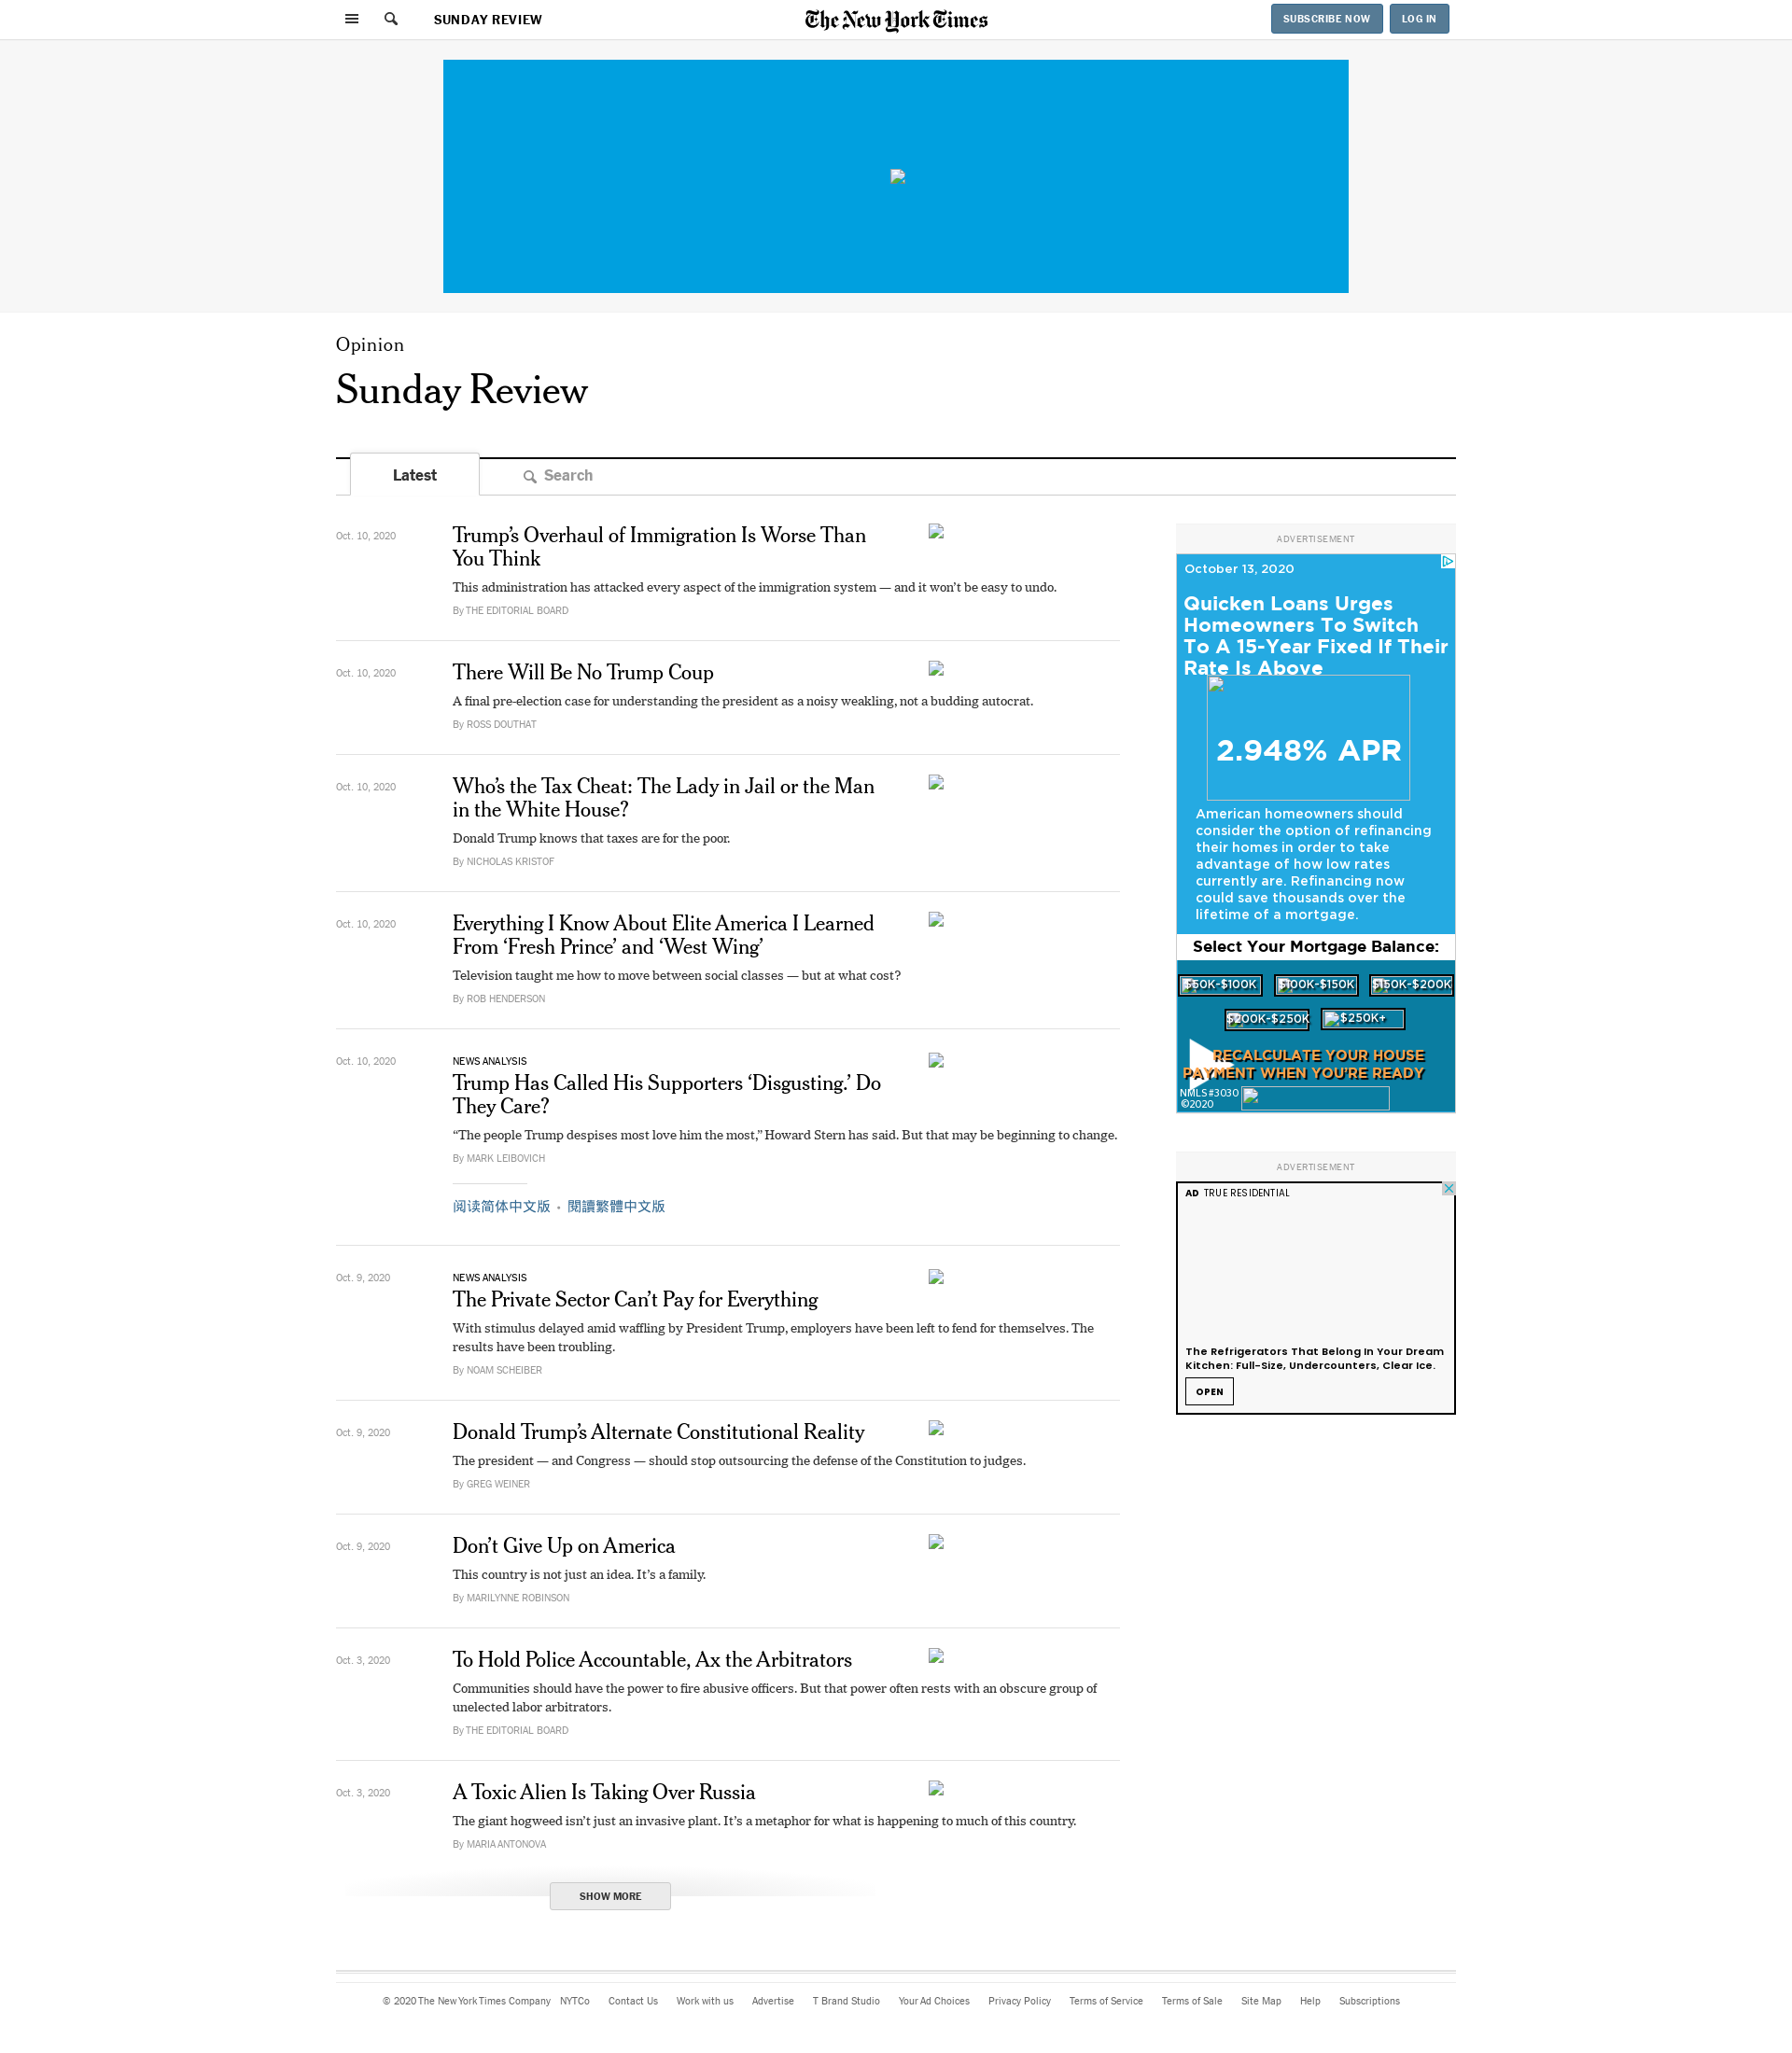 SUNDAY REVIEW
The New York Times
SUBSCRIBE NOW
LOG IN
Opinion
Sunday Review
Latest
Search
Oct. 10, 2020
Trump’s Overhaul of Immigration Is Worse Than
You Think
This administration has attacked every aspect of the immigration system — and it won’t be easy to undo.
By THE EDITORIAL BOARD
Oct. 10, 2020
There Will Be No Trump Coup
A final pre-election case for understanding the president as a noisy weakling, not a budding autocrat.
By ROSS DOUTHAT
Oct. 10, 2020
Who’s the Tax Cheat: The Lady in Jail or the Man
in the White House?
Donald Trump knows that taxes are for the poor.
By NICHOLAS KRISTOF
Oct. 10, 2020
Everything I Know About Elite America I Learned
From ‘Fresh Prince’ and ‘West Wing’
Television taught me how to move between social classes — but at what cost?
By ROB HENDERSON
Oct. 10, 2020
NEWS ANALYSIS
Trump Has Called His Supporters ‘Disgusting.’ Do
They Care?
“The people Trump despises most love him the most,” Howard Stern has said. But that may be beginning to change.
By MARK LEIBOVICH
阅读简体中文版 • 閱讀繁體中文版
Oct. 9, 2020
NEWS ANALYSIS
The Private Sector Can’t Pay for Everything
With stimulus delayed amid waffling by President Trump, employers have been left to fend for themselves. The
results have been troubling.
By NOAM SCHEIBER
Oct. 9, 2020
Donald Trump’s Alternate Constitutional Reality
The president — and Congress — should stop outsourcing the defense of the Constitution to judges.
By GREG WEINER
Oct. 9, 2020
Don’t Give Up on America
This country is not just an idea. It’s a family.
By MARILYNNE ROBINSON
Oct. 3, 2020
To Hold Police Accountable, Ax the Arbitrators
Communities should have the power to fire abusive officers. But that power often rests with an obscure group of
unelected labor arbitrators.
By THE EDITORIAL BOARD
Oct. 3, 2020
A Toxic Alien Is Taking Over Russia
The giant hogweed isn’t just an invasive plant. It’s a metaphor for what is happening to much of this country.
By MARIA ANTONOVA
SHOW MORE
ADVERTISEMENT
October 13, 2020
Quicken Loans Urges
Homeowners To Switch
To A 15-Year Fixed If Their
Rate Is Above
2.948% APR
American homeowners should
consider the option of refinancing
their homes in order to take
advantage of how low rates
currently are. Refinancing now
could save thousands over the
lifetime of a mortgage.
Select Your Mortgage Balance:
$50K-$100K
$100K-$150K
$150K-$200K
$200K-$250K
$250K+
RECALCULATE YOUR HOUSE
PAYMENT WHEN YOU’RE READY
NMLS#3030
©2020
ADVERTISEMENT
AD TRUE RESIDENTIAL
The Refrigerators That Belong In Your Dream
Kitchen: Full-Size, Undercounters, Clear Ice.
OPEN
© 2020 The New York Times Company NYTCo Contact Us Work with us Advertise T Brand Studio Your Ad Choices Privacy Policy Terms of Service Terms of Sale Site Map Help Subscriptions